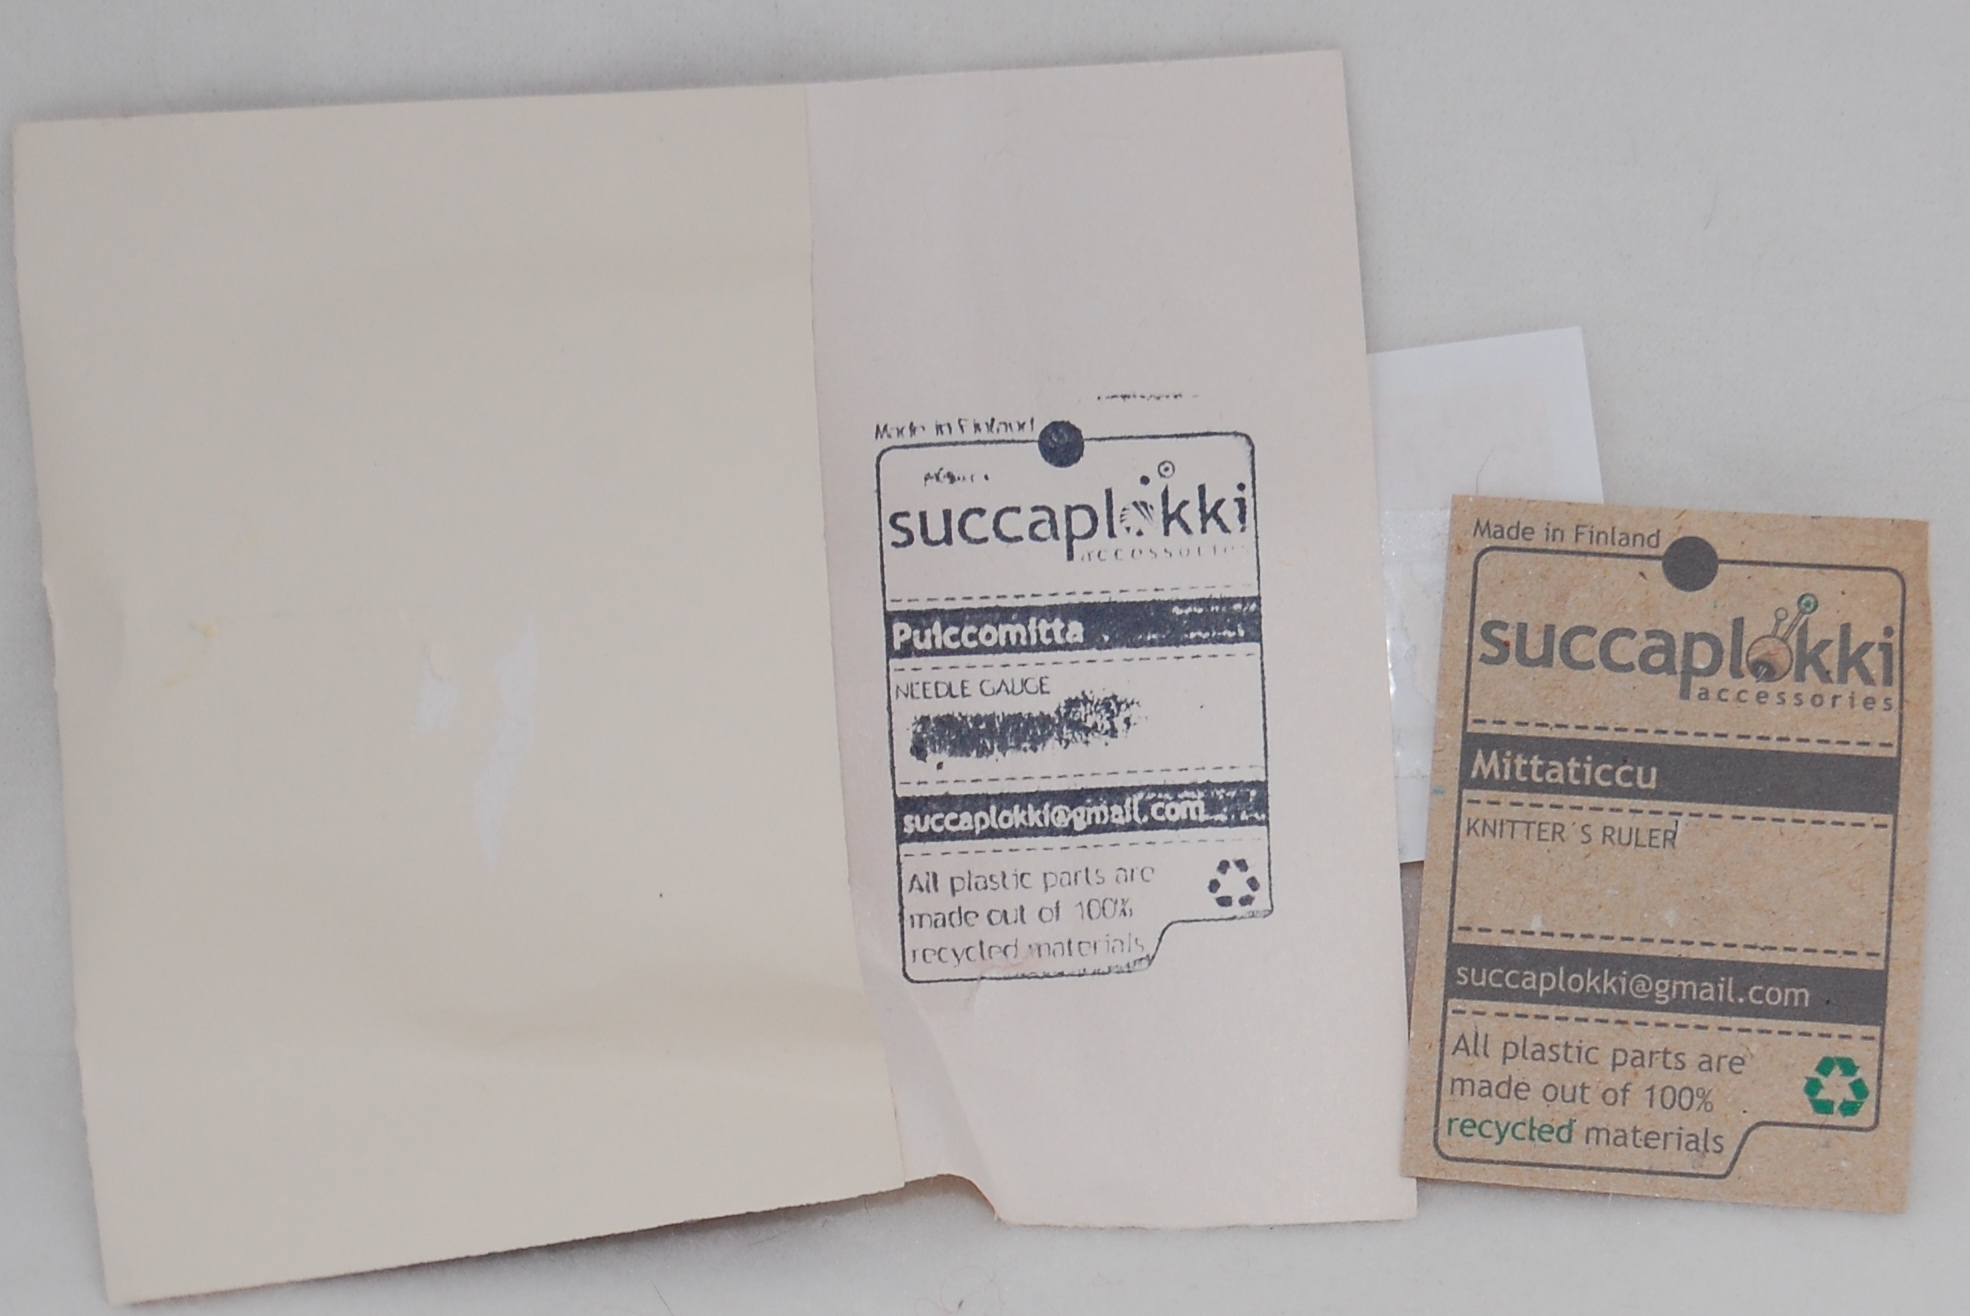 Made in Finland
succaplokki
accessories
Puiccomitta
NEEDLE GAUGE
succaplokki@gmail.com
All plastic parts are
made out of 100%
recycled materials
Made in Finland
succaplokki
accessories
Mittaticcu
KNITTER´S RULER
succaplokki@gmail.com
All plastic parts are
made out of 100%
recycled materials